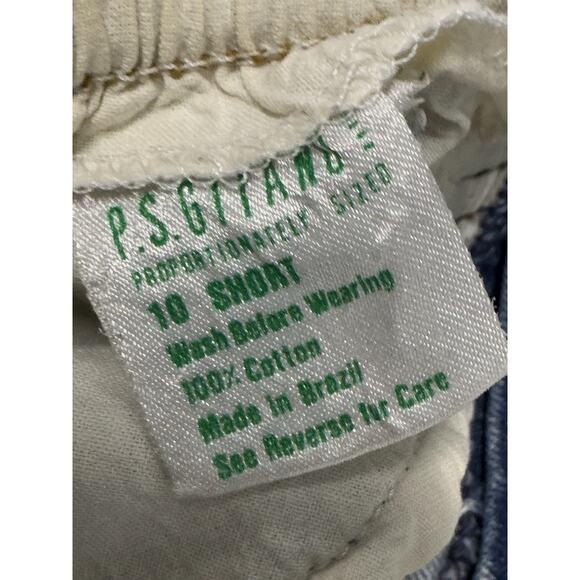 P.S.GITANO
PROPORTIONATELY SIZED
10 SHORT
Wash Before Wearing
100% Cotton
Made in Brazil
See Reverse for Care